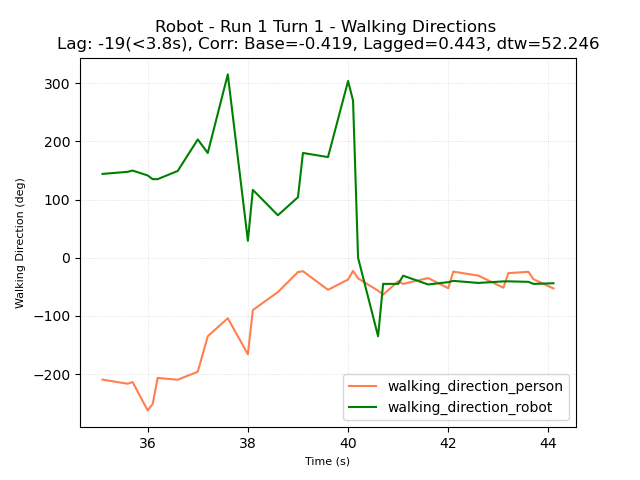 Robot - Run 1 Turn 1 - Walking Directions
Lag: -19(<3.8s), Corr: Base=-0.419, Lagged=0.443, dtw=52.246
300
200
100
0
−100
−200
Walking Direction (deg)
walking_direction_person
walking_direction_robot
36
38
40
42
44
Time (s)